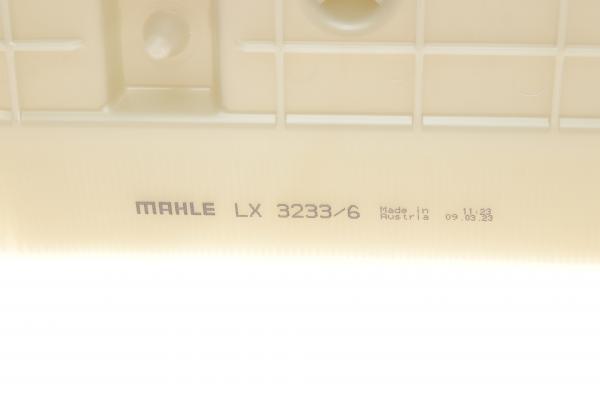 MAHLE LX 3233/6 Made in 11:23
Austria 09.03.23